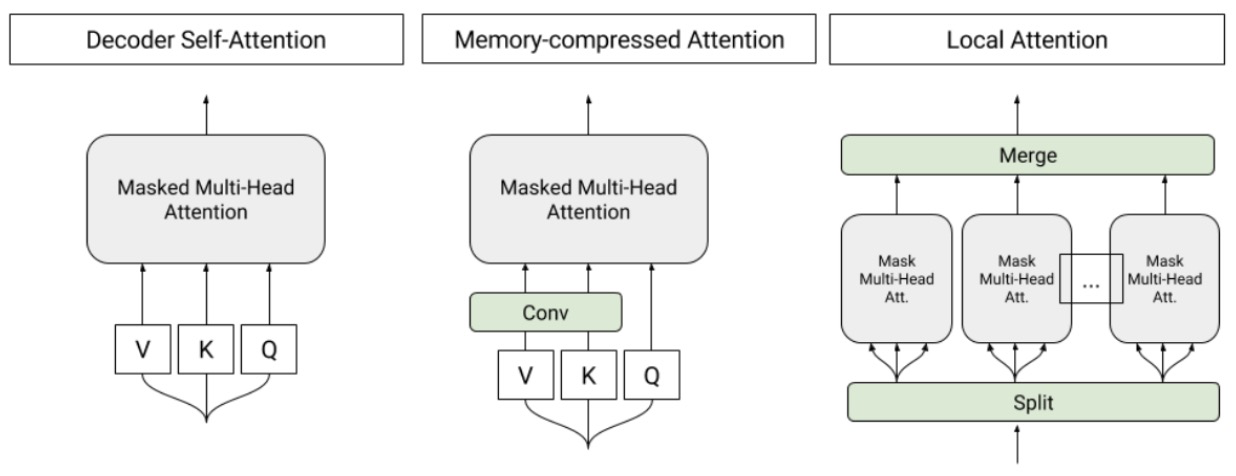 Decoder Self-Attention
Masked Multi-Head
Attention
V K Q
Memory-compressed Attention
Masked Multi-Head
Attention
Conv
V K Q
Local Attention
Merge
Mask
Multi-Head
Att.
Mask
Multi-Head
Att.
...
Mask
Multi-Head
Att.
Split